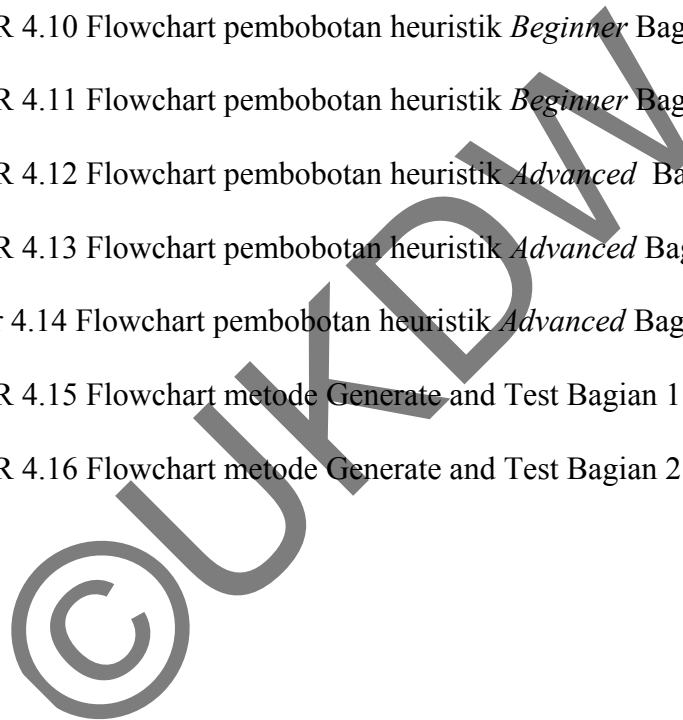 R 4.10 Flowchart pembobotan heuristik Beginner Bag
R 4.11 Flowchart pembobotan heuristik Beginner Bag
R 4.12 Flowchart pembobotan heuristik Advanced Ba
R 4.13 Flowchart pembobotan heuristik Advanced Bag
r 4.14 Flowchart pembobotan heuristik Advanced Bag
R 4.15 Flowchart metode Generate and Test Bagian 1
R 4.16 Flowchart metode Generate and Test Bagian 2
©UKDW